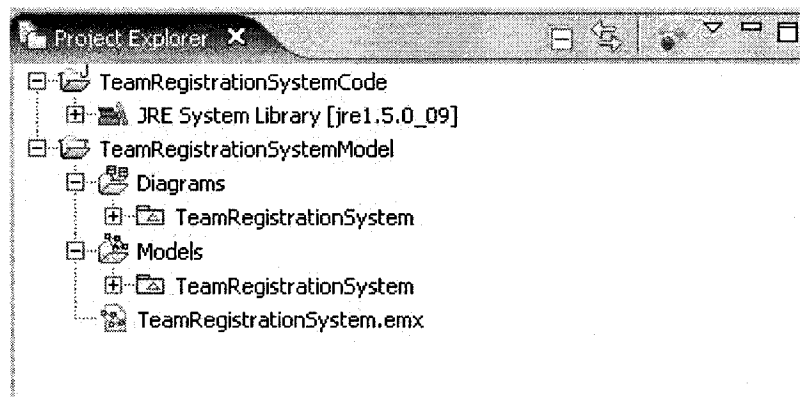 Project Explorer
TeamRegistrationSystemCode
JRE System Library [jre1.5.0_09]
TeamRegistrationSystemModel
Diagrams
TeamRegistrationSystem
Models
TeamRegistrationSystem
TeamRegistrationSystem.emx